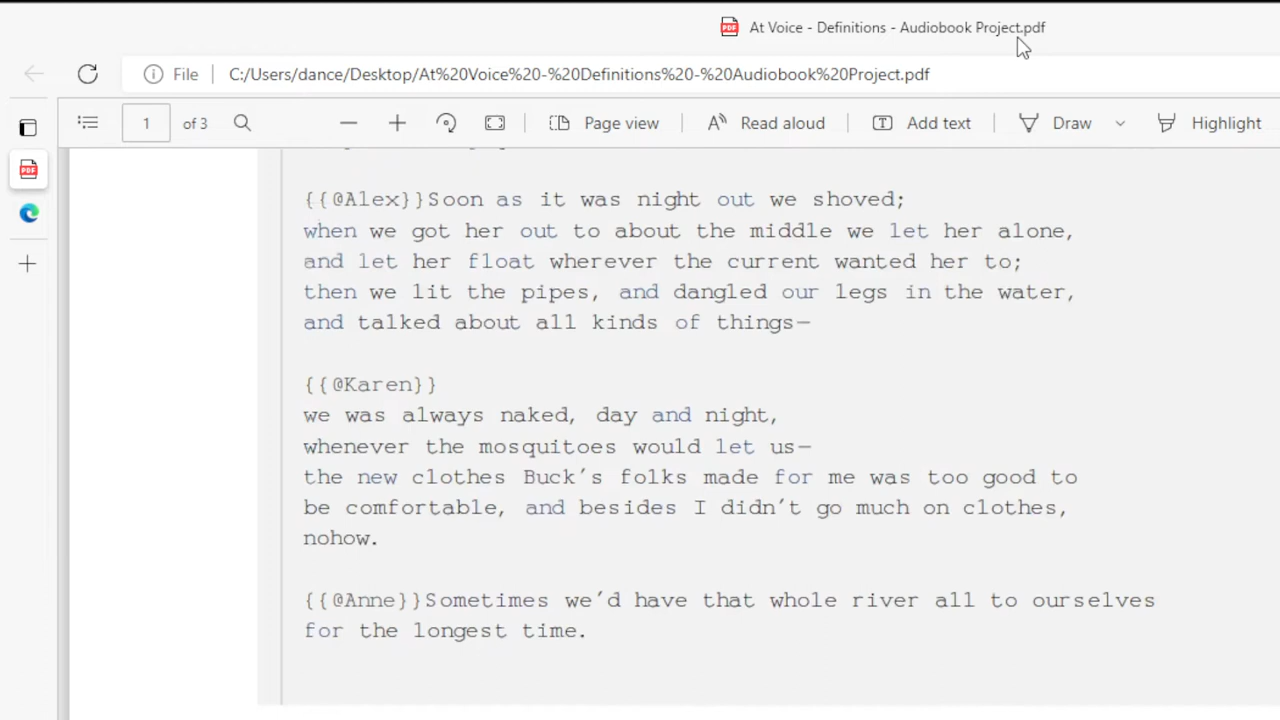 PDF At Voice - Definitions - Audiobook Project.pdf
File C:/Users/dance/Desktop/At%20Voice%20-%20Definitions%20-%20Audiobook%20Project.pdf
1 of 3 Page view A Read aloud T Add text Draw Highlight
PDF
{{@Alex}}Soon as it was night out we shoved;
when we got her out to about the middle we let her alone,
and let her float wherever the current wanted her to;
then we lit the pipes, and dangled our legs in the water,
and talked about all kinds of things—
{{@Karen}}
we was always naked, day and night,
whenever the mosquitoes would let us—
the new clothes Buck’s folks made for me was too good to
be comfortable, and besides I didn’t go much on clothes,
nohow.
{{@Anne}}Sometimes we’d have that whole river all to ourselves
for the longest time.